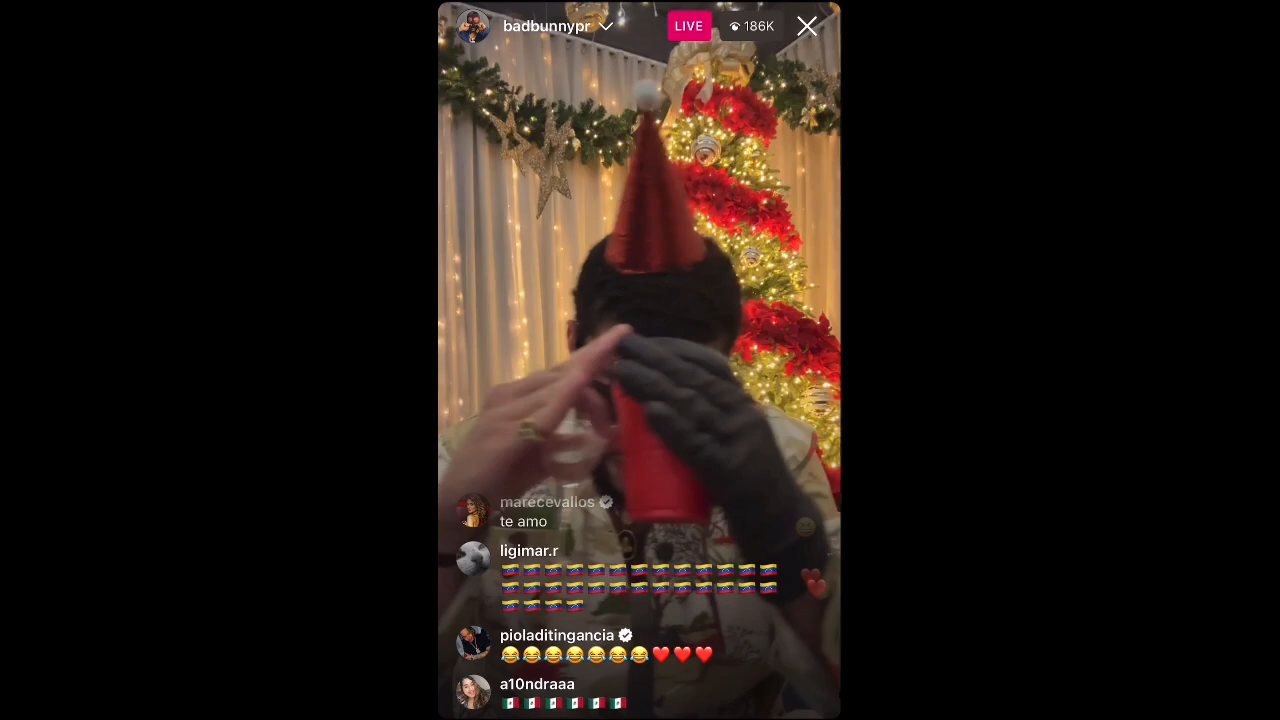 badbunnypr
LIVE
186K
marecevallos
te amo
ligimar.r
🇻🇪🇻🇪🇻🇪🇻🇪🇻🇪🇻🇪🇻🇪🇻🇪🇻🇪🇻🇪🇻🇪🇻🇪🇻🇪
🇻🇪🇻🇪🇻🇪🇻🇪🇻🇪🇻🇪🇻🇪🇻🇪🇻🇪🇻🇪🇻🇪🇻🇪🇻🇪
🇻🇪🇻🇪🇻🇪🇻🇪
pioladitingancia
😂😂😂😂😂😂😂❤️❤️❤️
a10ndraaa
🇲🇽🇲🇽🇲🇽🇲🇽🇲🇽🇲🇽